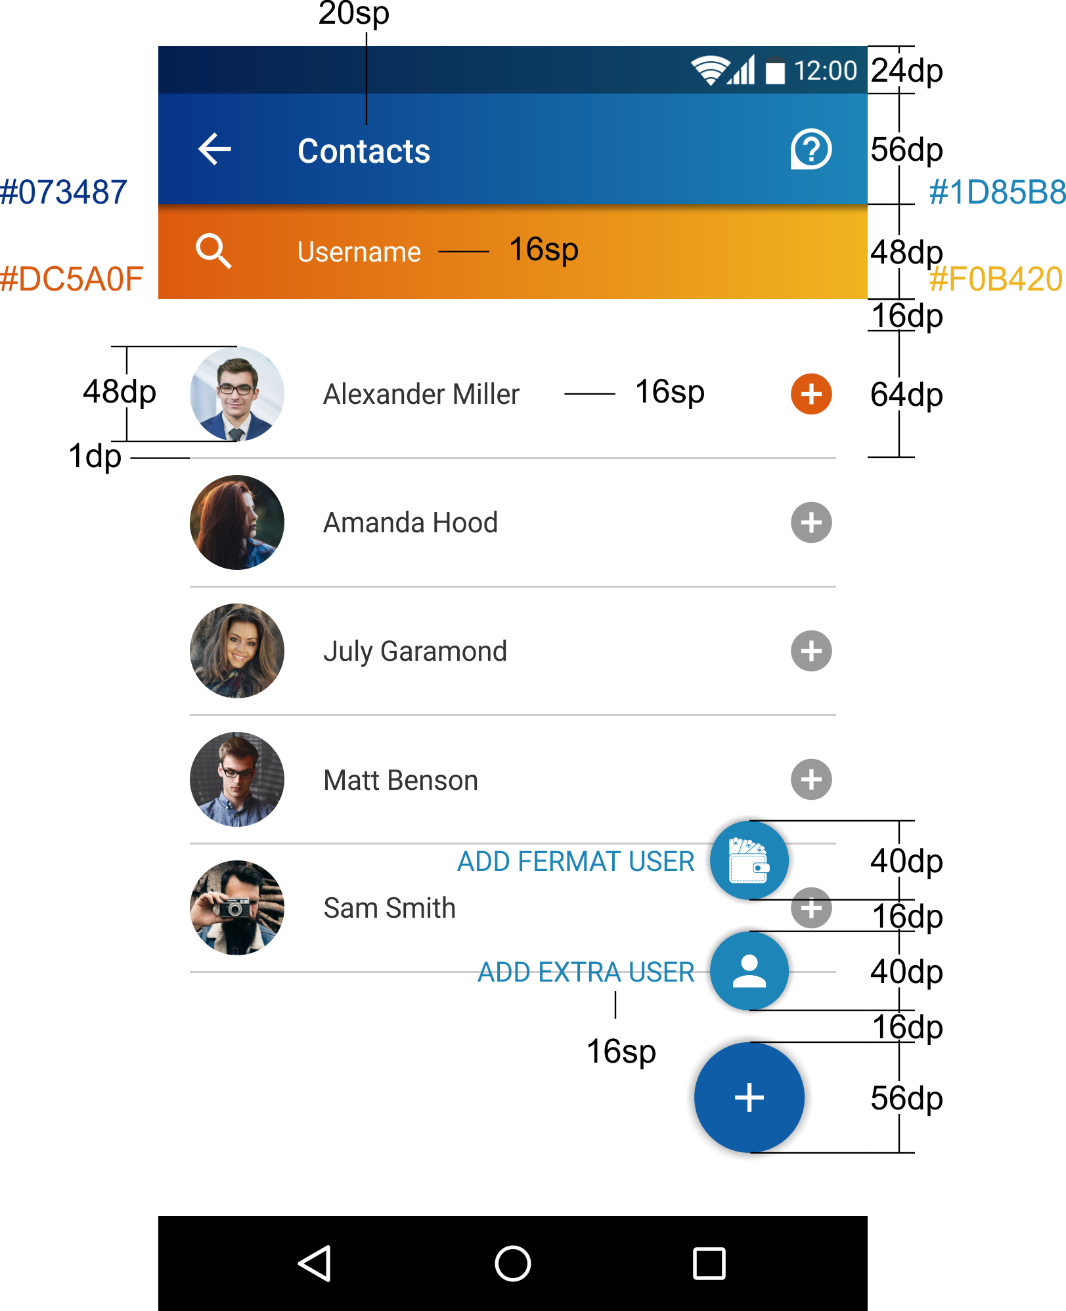 20sp
12:00
24dp
Contacts
56dp
#073487
#1D85B8
Username
16sp
48dp
#DC5A0F
#F0B420
16dp
48dp
Alexander Miller
16sp
64dp
1dp
Amanda Hood
July Garamond
Matt Benson
ADD FERMAT USER
40dp
Sam Smith
16dp
ADD EXTRA USER
40dp
16dp
16sp
56dp